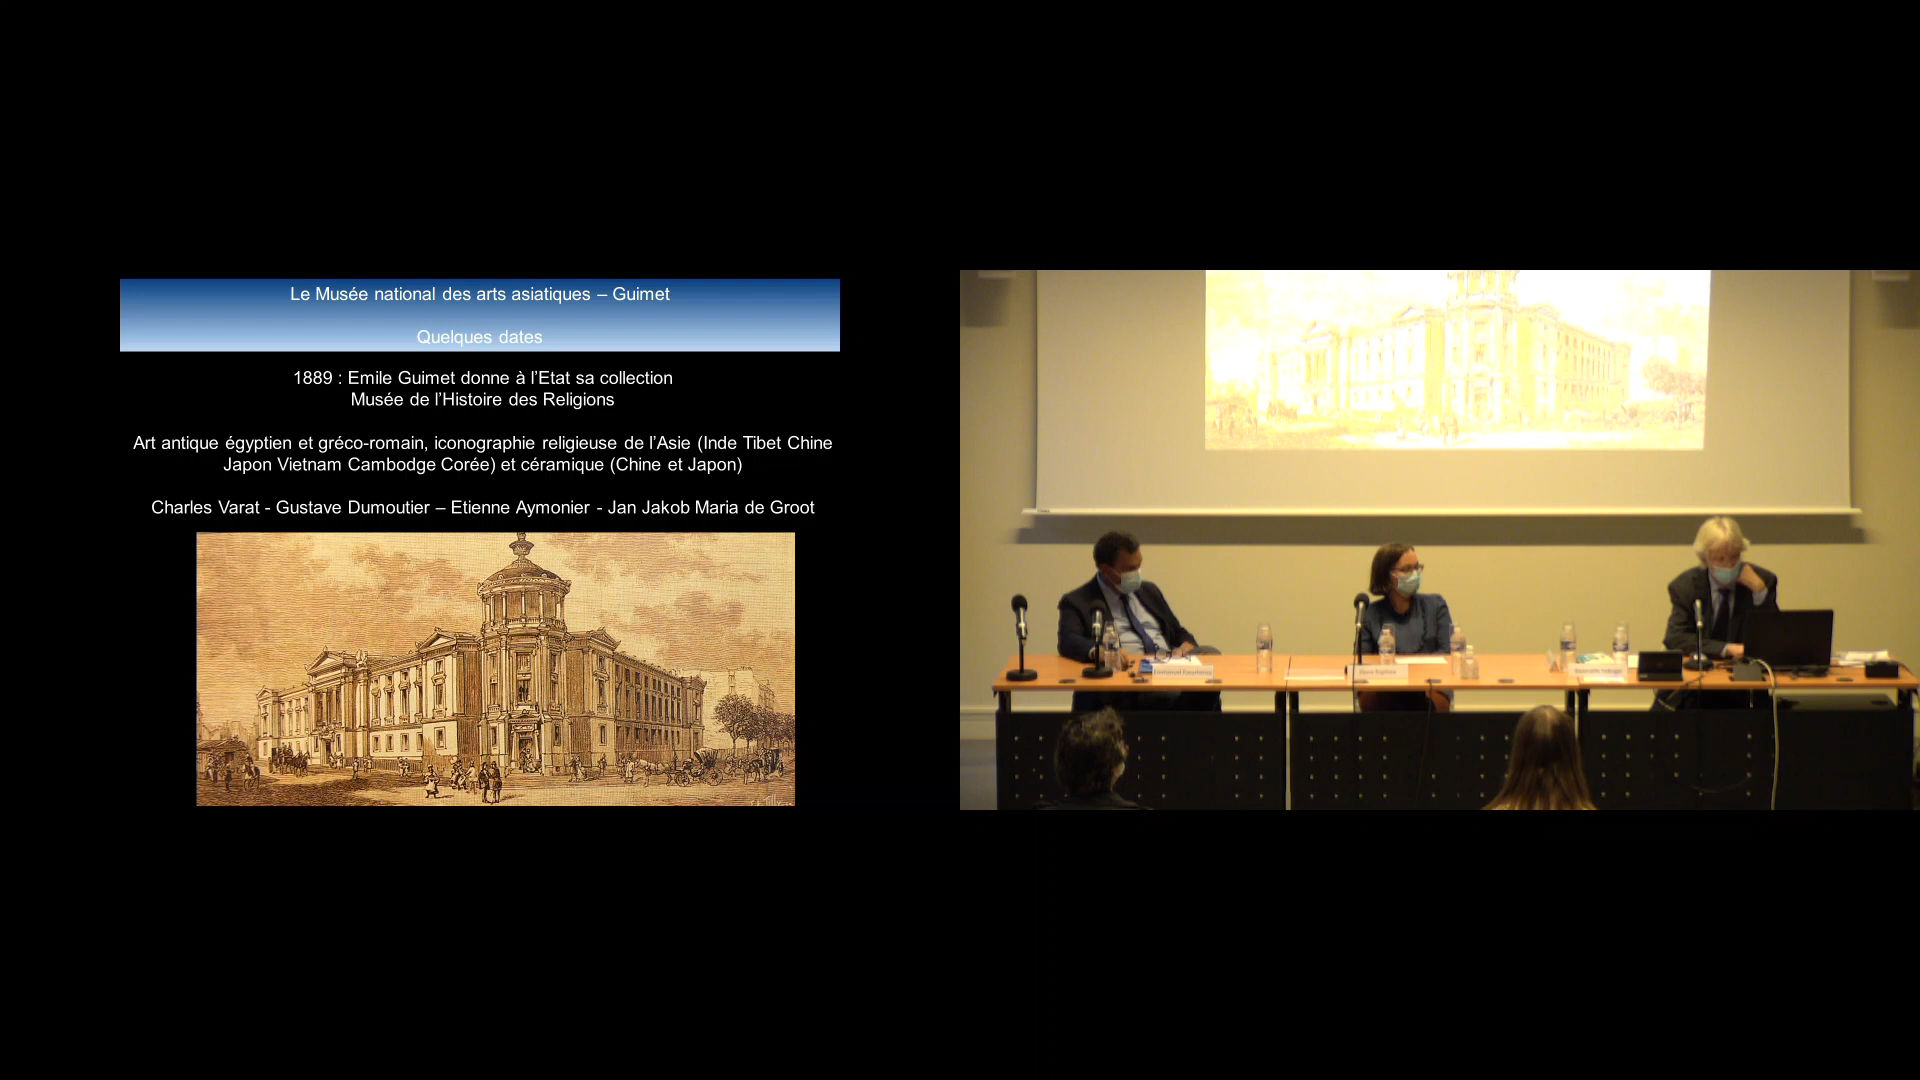 Le Musée national des arts asiatiques – Guimet
Quelques dates
1889 : Emile Guimet donne à l’Etat sa collection
Musée de l’Histoire des Religions
Art antique égyptien et gréco-romain, iconographie religieuse de l’Asie (Inde Tibet Chine
Japon Vietnam Cambodge Corée) et céramique (Chine et Japon)
Charles Varat - Gustave Dumoutier – Etienne Aymonier - Jan Jakob Maria de Groot
Emmanuel